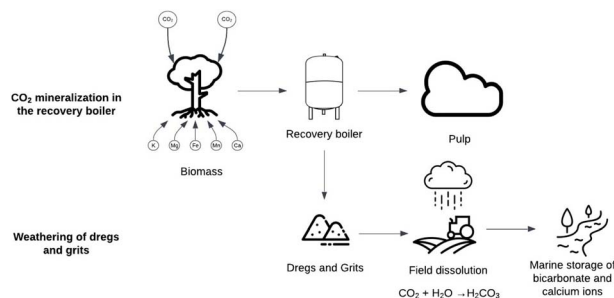 CO₂ CO₂
CO₂ mineralization in
the recovery boiler
K Mg Fe Mn Ca
Biomass
Recovery boiler
Pulp
Weathering of dregs
and grits
Dregs and Grits
Field dissolution
CO₂ + H₂O →H₂CO₃
Marine storage of
bicarbonate and
calcium ions